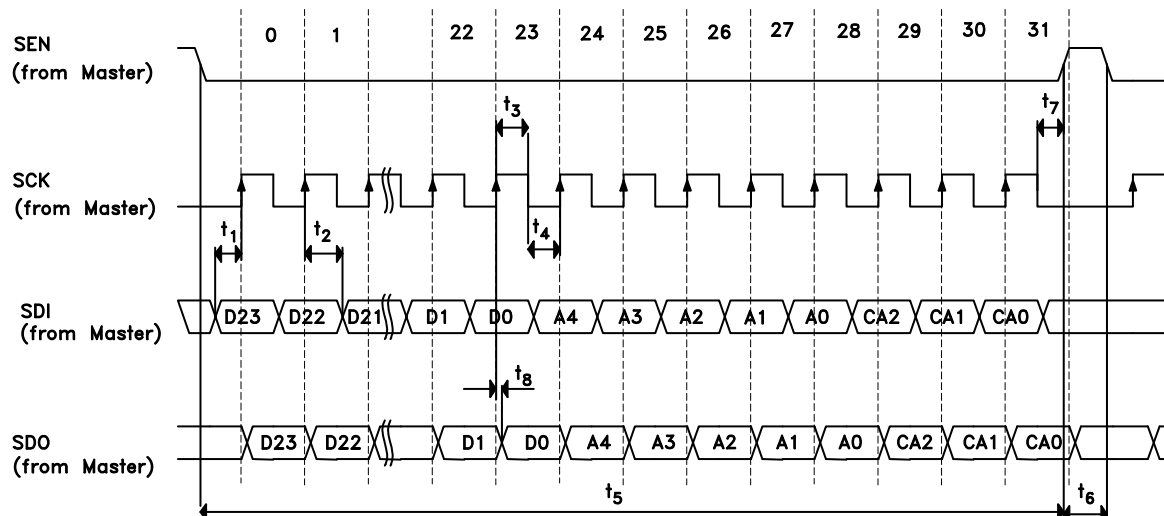 0 1 22 23 24 25 26 27 28 29 30 31
SEN
(from Master)
t3 t7
SCK
(from Master)
t1 t2 t4
SDI
(from Master)
D23 D22 D21 D1 D0 A4 A3 A2 A1 A0 CA2 CA1 CA0
t8
SDO
(from Master)
D23 D22 D1 D0 A4 A3 A2 A1 A0 CA2 CA1 CA0
t5 t6